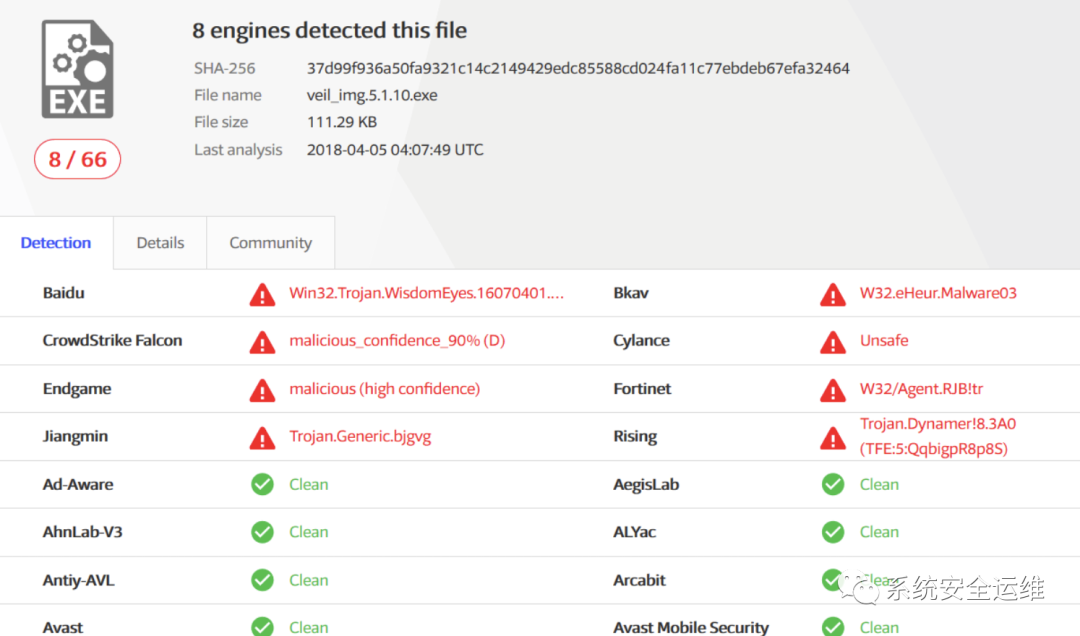 8 engines detected this file
EXE
SHA-256 37d99f936a50fa9321c14c2149429edc85588cd024fa11c77ebdeb67efa32464
File name veil_img.5.1.10.exe
File size 111.29 KB
8 / 66
Last analysis 2018-04-05 04:07:49 UTC
Detection Details Community
Baidu Win32.Trojan.WisdomEyes.16070401.... Bkav W32.eHeur.Malware03
CrowdStrike Falcon malicious_confidence_90% (D) Cylance Unsafe
Endgame malicious (high confidence) Fortinet W32/Agent.RJB!tr
Jiangmin Trojan.Generic.bjgvg Rising Trojan.Dynamer!8.3A0
(TFE:5:QqbigpR8p8S)
Ad-Aware Clean AegisLab Clean
AhnLab-V3 Clean ALYac Clean
Antiy-AVL Clean Arcabit Clean
系统安全运维
Avast Clean Avast Mobile Security Clean